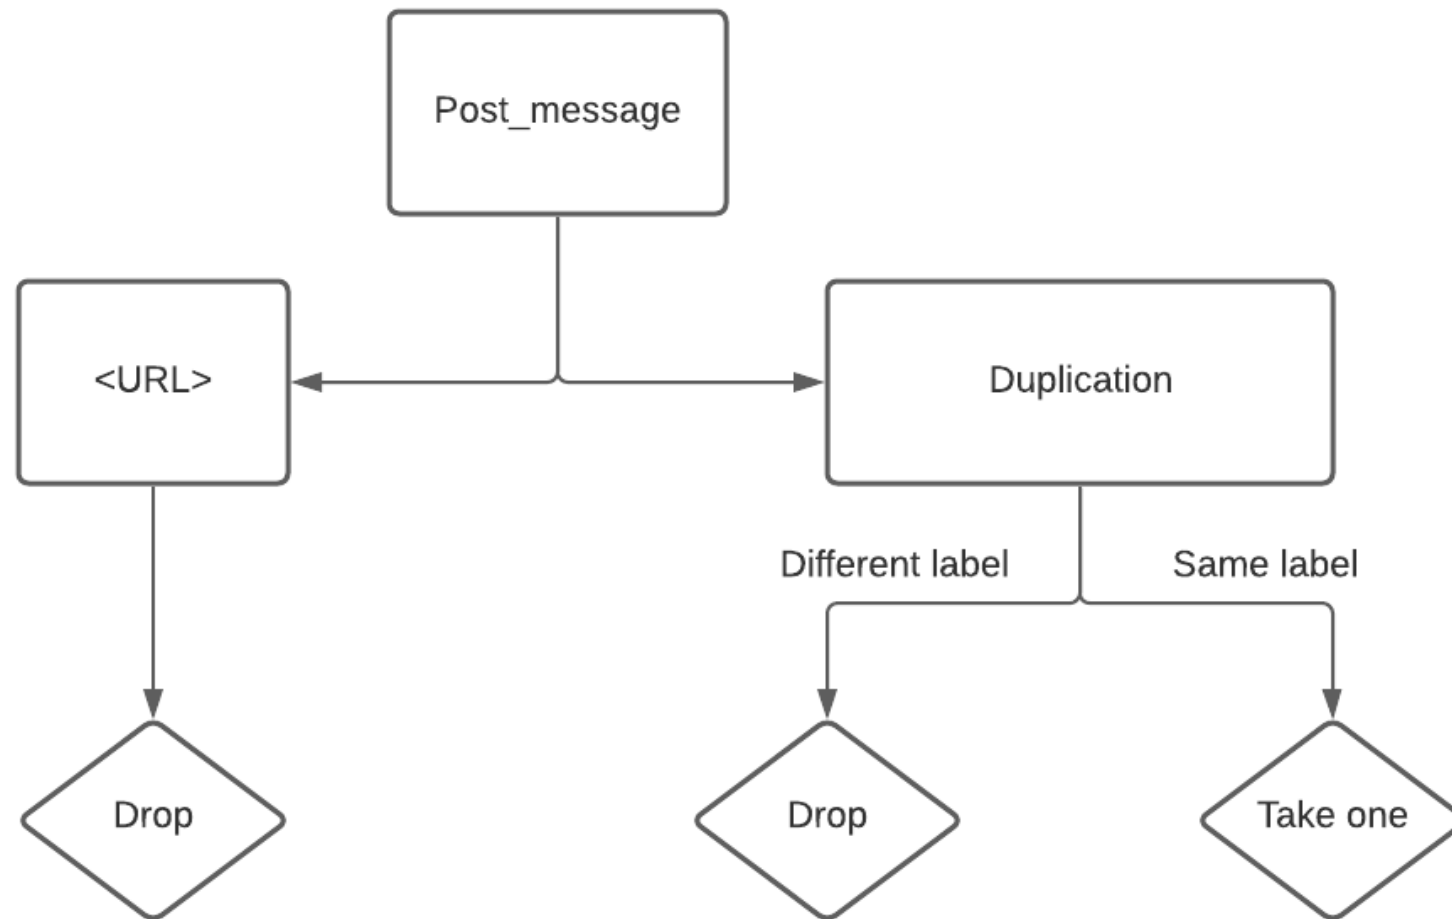 Post_message
<URL>
Duplication
Different label
Same label
Drop
Drop
Take one